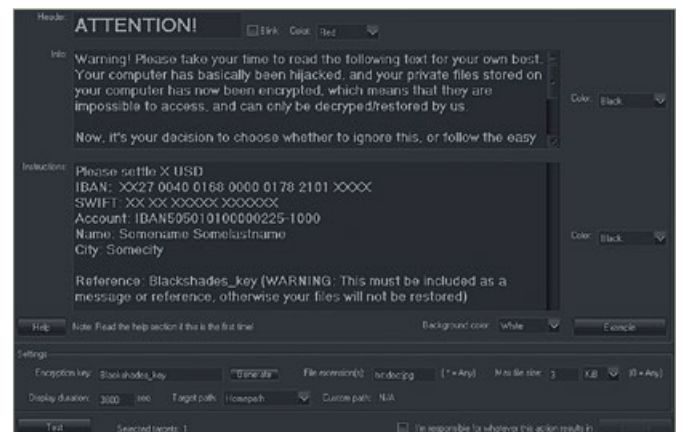 Header: ATTENTION! Blink Color: Red
Info: Warning! Please take your time to read the following text for your own best.
Your computer has basically been hijacked, and your private files stored on
your computer has now been encrypted, which means that they are
impossible to access, and can only be decryped/restored by us.
Color: Black
Now, it's your decision to choose whether to ignore this, or follow the easy
Instructions: Please settle X USD
IBAN: XX27 0040 0168 0000 0178 2101 XXXX
SWIFT: XX XX XXXXX XXXXXX
Account: IBAN505010100000225-1000
Name: Somename Somelastname
City: Somecity
Color: Black
Reference: Blackshades_key (WARNING: This must be included as a
message or reference, otherwise your files will not be restored)
Help Note: Read the help section if this is the first time! Background color: White Example
Settings
Encryption key: Blackshades_key Generate File extension(s): txt;doc;jpg (* = Any) Max file size: 3 KiB (0 = Any)
Display duration: 3600 sec Target path: Homepath Custom path: N/A
Test Selected targets: 1 I'm responsible for whatever this action results in